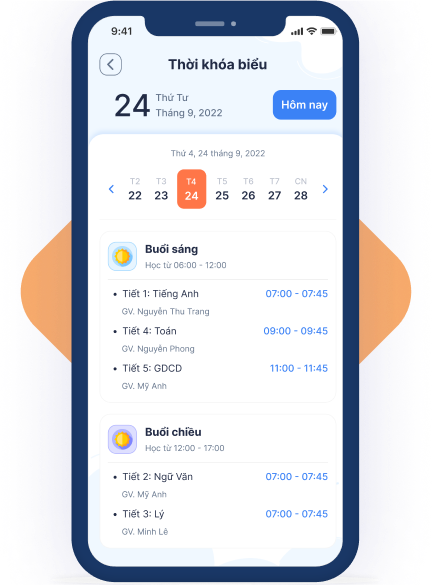 9:41
Thời khóa biểu
24
Thứ Tư
Tháng 9, 2022
Hôm nay
Thứ 4, 24 tháng 9, 2022
T2 T3 T4 T5 T6 T7 CN
22 23 24 25 26 27 28
Buổi sáng
Học từ 06:00 - 12:00
Tiết 1: Tiếng Anh 07:00 - 07:45
GV. Nguyễn Thu Trang
Tiết 4: Toán 09:00 - 09:45
GV. Nguyễn Phong
Tiết 5: GDCD 11:00 - 11:45
GV. Mỹ Anh
Buổi chiều
Học từ 12:00 - 17:00
Tiết 2: Ngữ Văn 07:00 - 07:45
GV. Mỹ Anh
Tiết 3: Lý 07:00 - 07:45
GV. Minh Lê